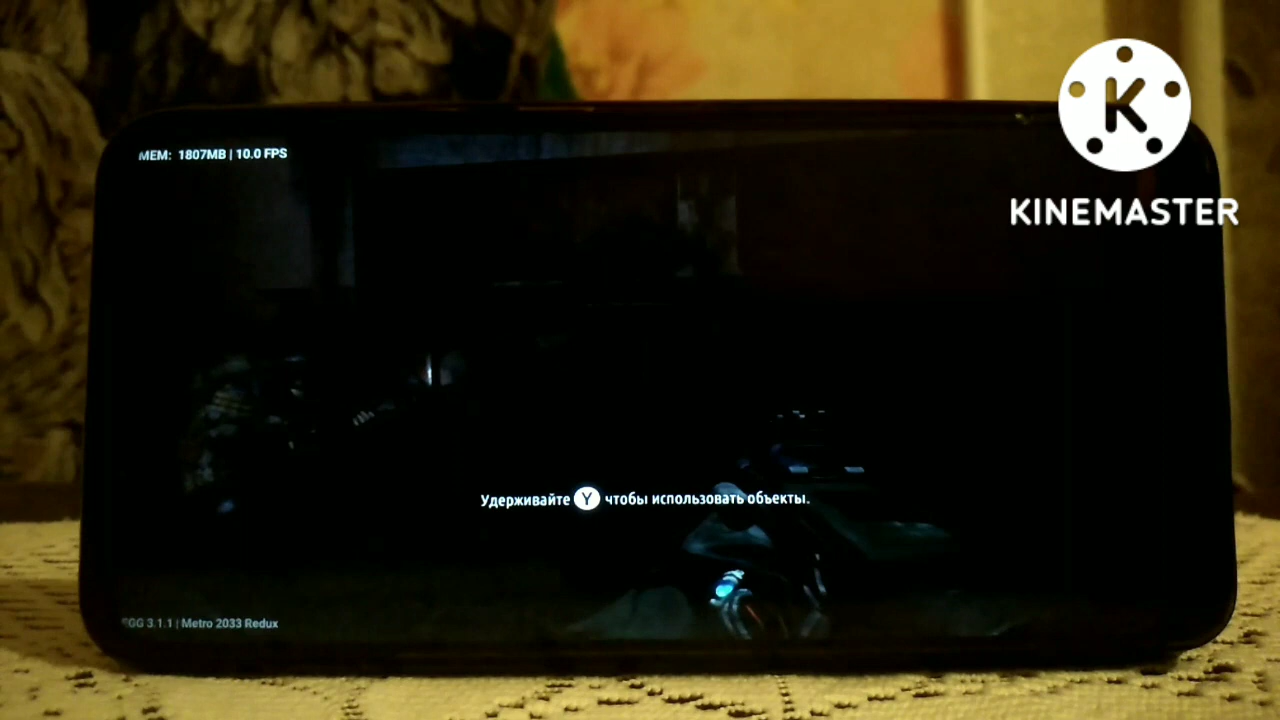 MEM: 1807MB | 10.0 FPS
K
KINEMASTER
Удерживайте Y чтобы использовать объекты.
EGG 3.1.1 | Metro 2033 Redux